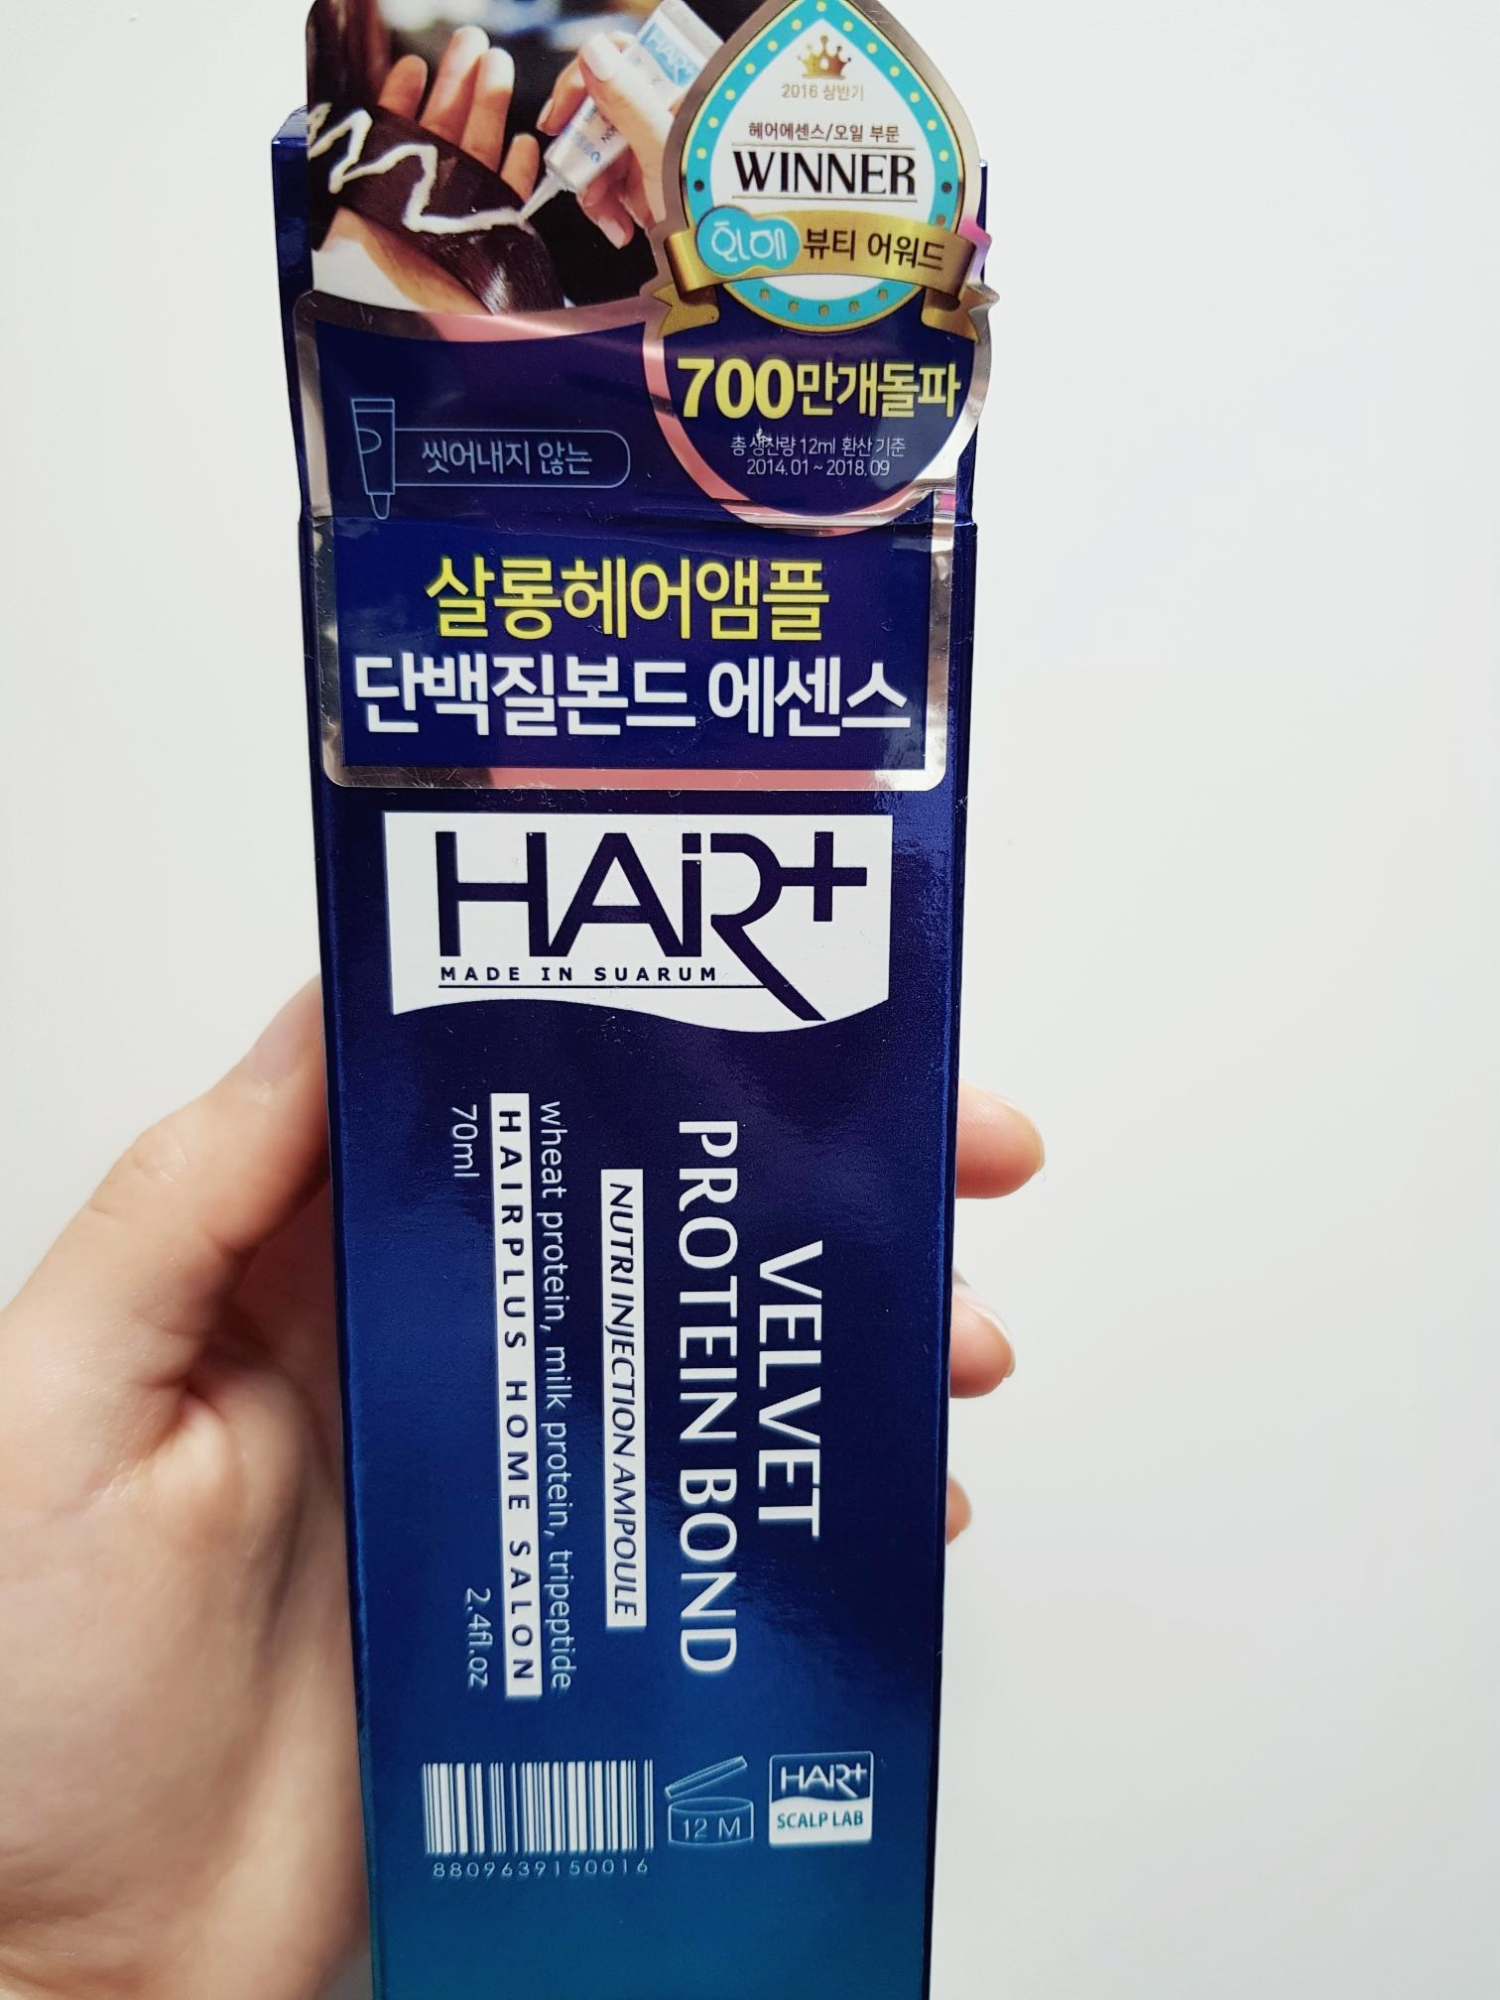 2016 상반기
헤어에센스/오일 부문
WINNER
화해 뷰티 어워드
700만개돌파
총 생산량 12ml 환산 기준
2014. 01 ~ 2018. 09
씻어내지 않는
살롱헤어앰플
단백질본드 에센스
HAiR+
MADE IN SUARUM
VELVET
PROTEIN BOND
NUTRI INJECTION AMPOULE
wheat protein, milk protein, tripeptide
HAIRPLUS HOME SALON
70ml 2.4fl.oz
HAiR+
SCALP LAB
12 M
8809639150016